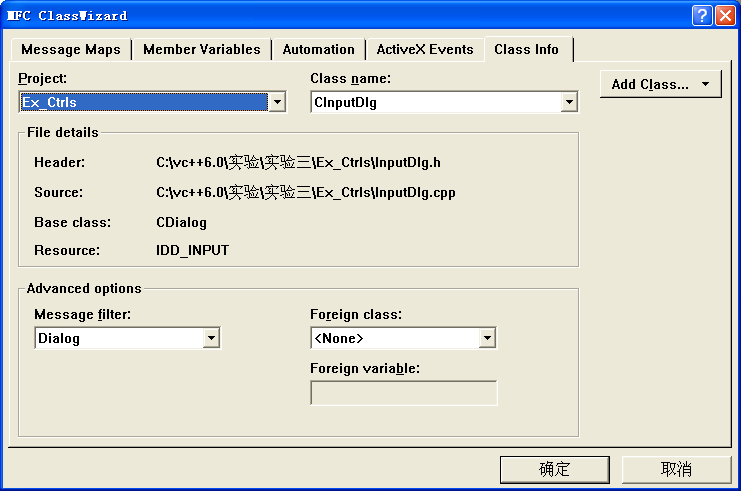 MFC ClassWizard
Message Maps Member Variables Automation ActiveX Events Class Info
Project: Class name:
Ex_Ctrls CInputDlg Add Class...
File details
Header: C:\vc++6.0\实验\实验三\Ex_Ctrls\InputDlg.h
Source: C:\vc++6.0\实验\实验三\Ex_Ctrls\InputDlg.cpp
Base class: CDialog
Resource: IDD_INPUT
Advanced options
Message filter: Foreign class:
Dialog <None>
Foreign variable:
确定 取消